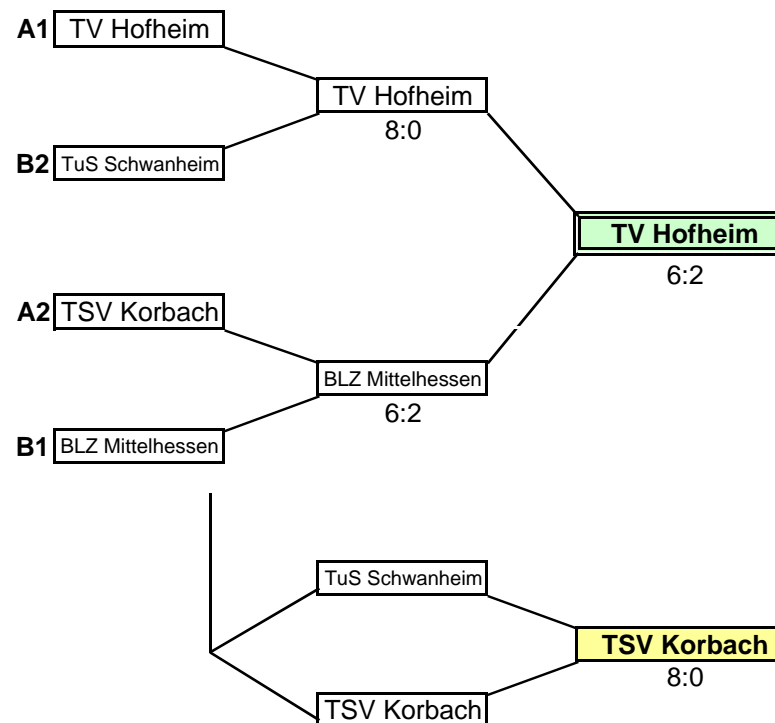 A1 TV Hofheim
TV Hofheim
8:0
B2 TuS Schwanheim
TV Hofheim
6:2
A2 TSV Korbach
BLZ Mittelhessen
6:2
B1 BLZ Mittelhessen
TuS Schwanheim
TSV Korbach
8:0
TSV Korbach